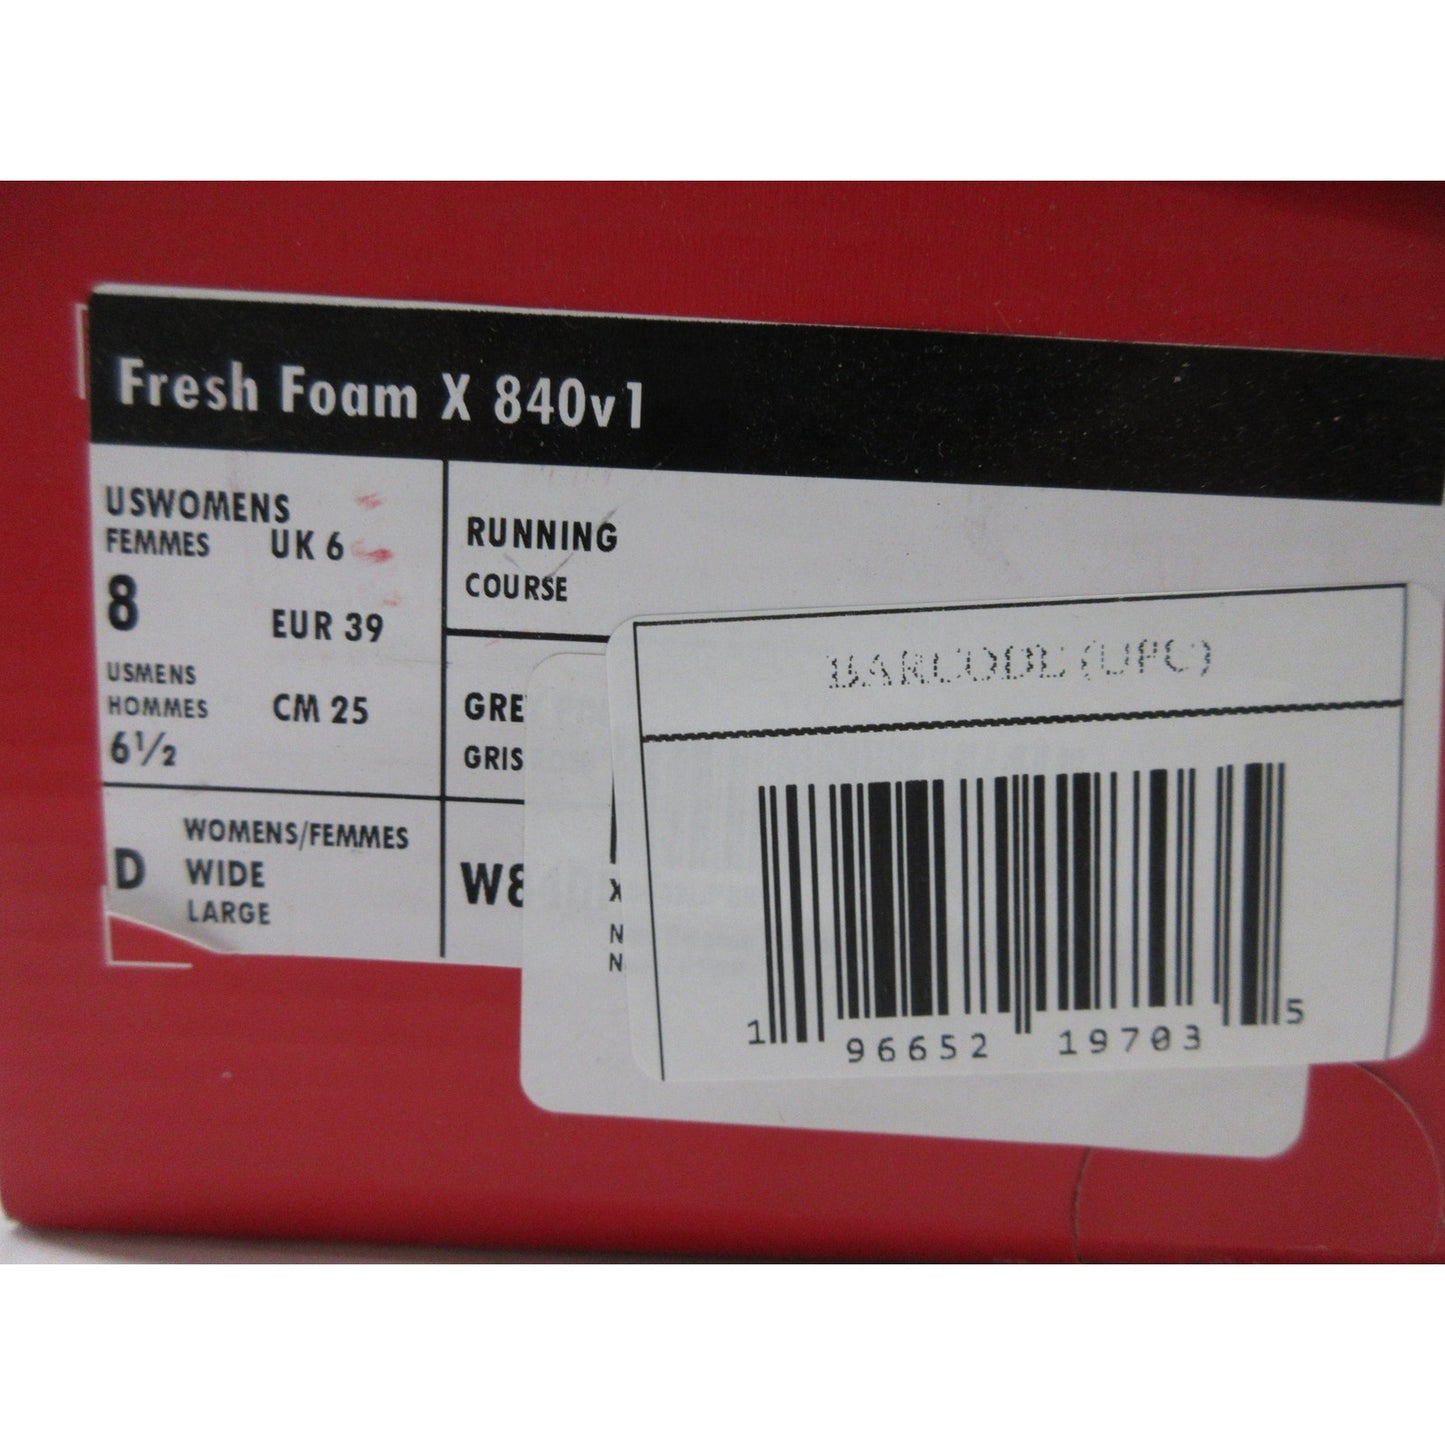 Fresh Foam X 840v1
USWOMENS
FEMMES UK 6
8
EUR 39
USMENS
HOMMES CM 25
6½
D WOMENS/FEMMES
WIDE
LARGE
RUNNING
COURSE
BARCODE (UPC)
1 96652 19703 5